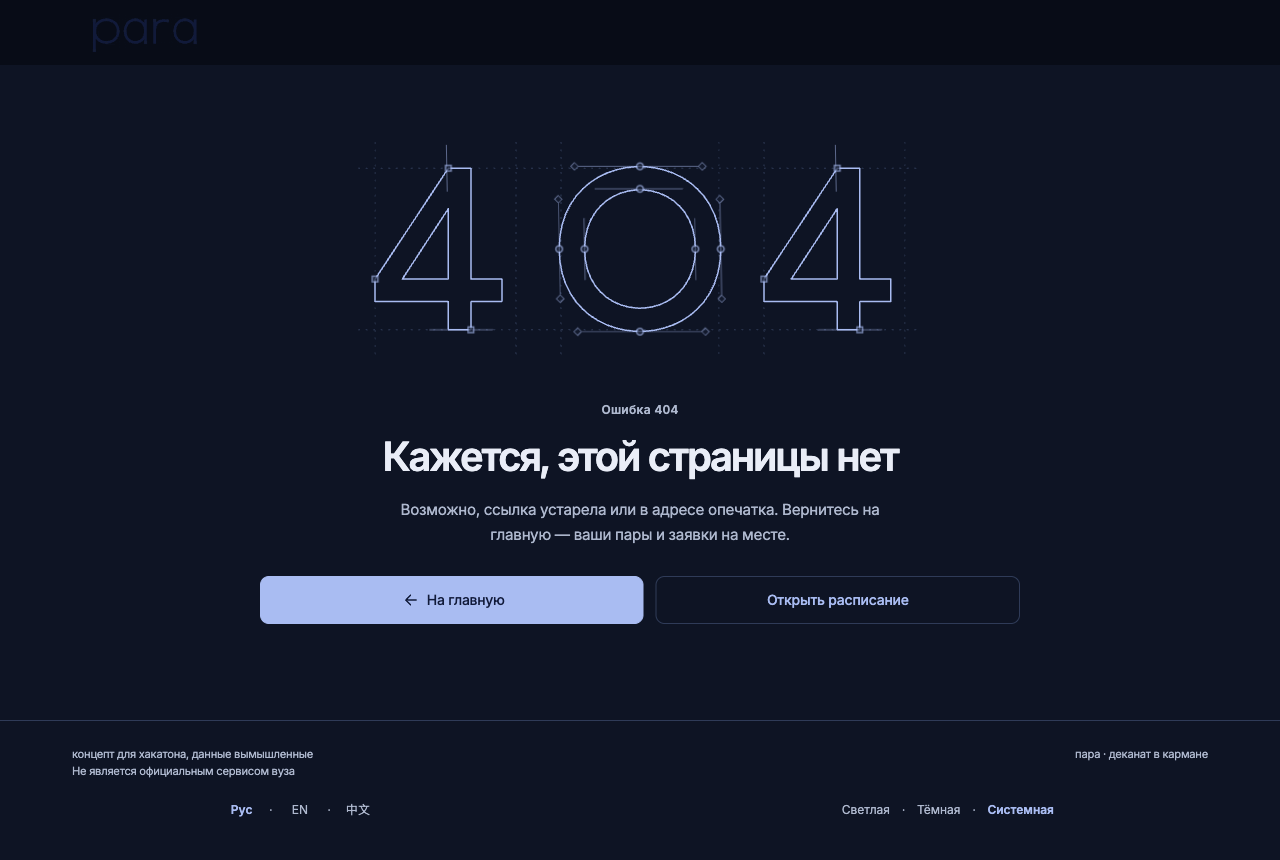 para
404
Ошибка 404
Кажется, этой страницы нет
Возможно, ссылка устарела или в адресе опечатка. Вернитесь на
главную — ваши пары и заявки на месте.
← На главную
Открыть расписание
концепт для хакатона, данные вымышленные
Не является официальным сервисом вуза
пара · деканат в кармане
Рус · EN · 中文
Светлая · Тёмная · Системная